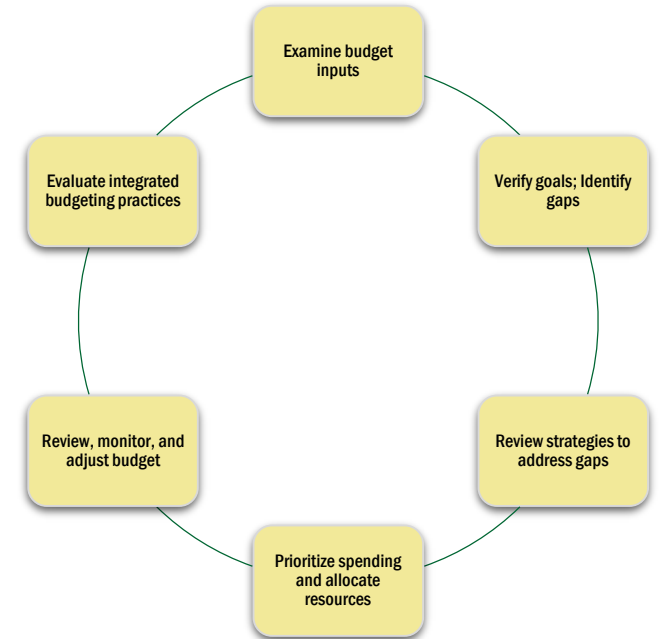 Examine budget
inputs
Verify goals; Identify
gaps
Review strategies to
address gaps
Prioritize spending
and allocate
resources
Review, monitor, and
adjust budget
Evaluate integrated
budgeting practices